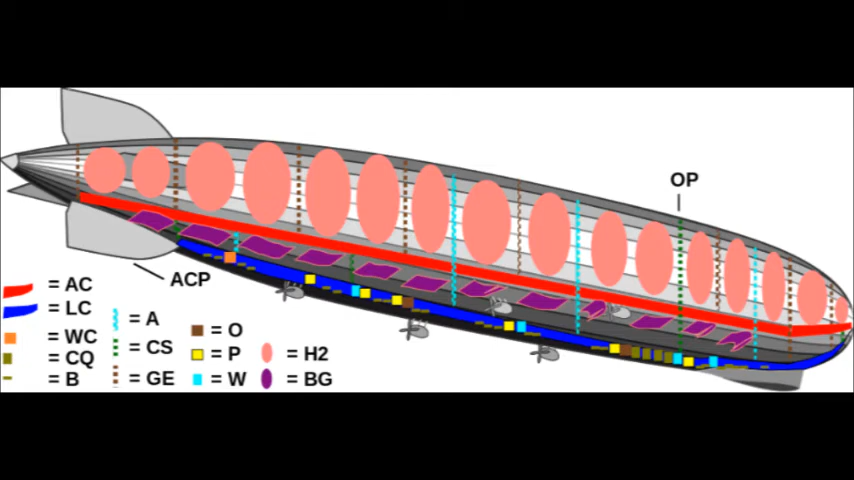 OP
ACP
= AC
= LC
= WC
= CQ
= B
= A
= CS
= GE
= O
= P
= W
= H2
= BG